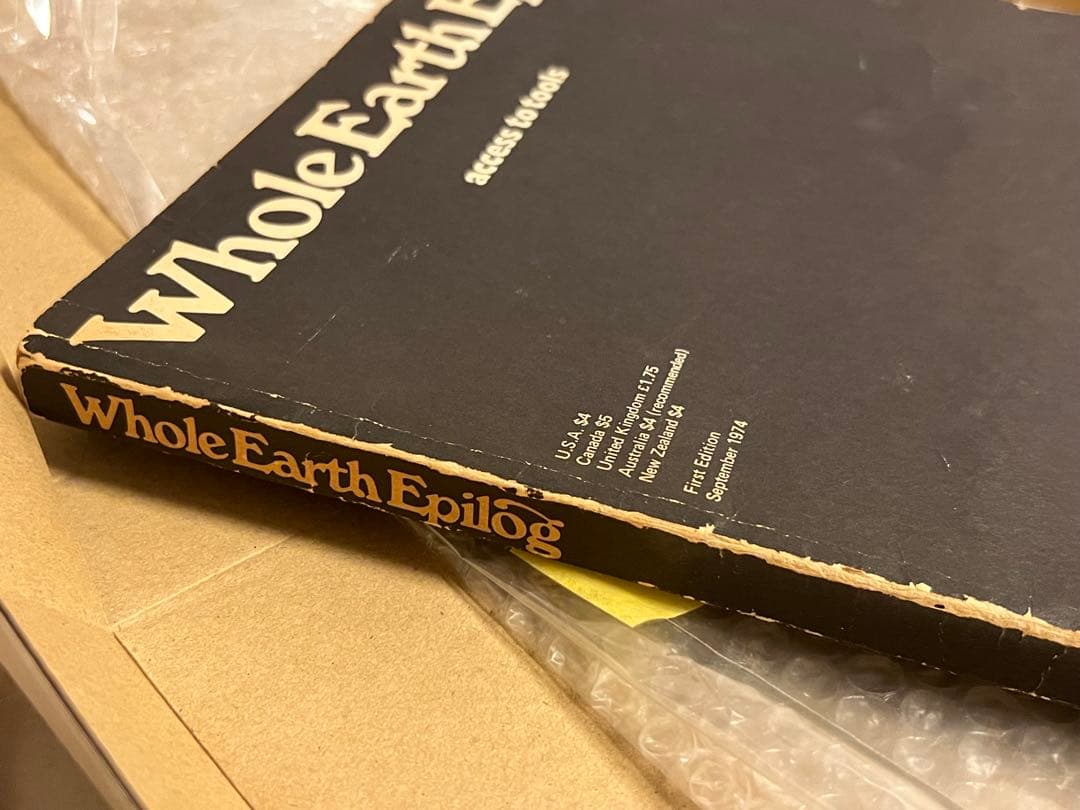 Whole Earth Ep
access to tools
U.S.A. $4
Canada $5
United Kingdom £1.75
Australia $4 (recommended)
New Zealand $4
First Edition
September 1974
Whole Earth Epilog